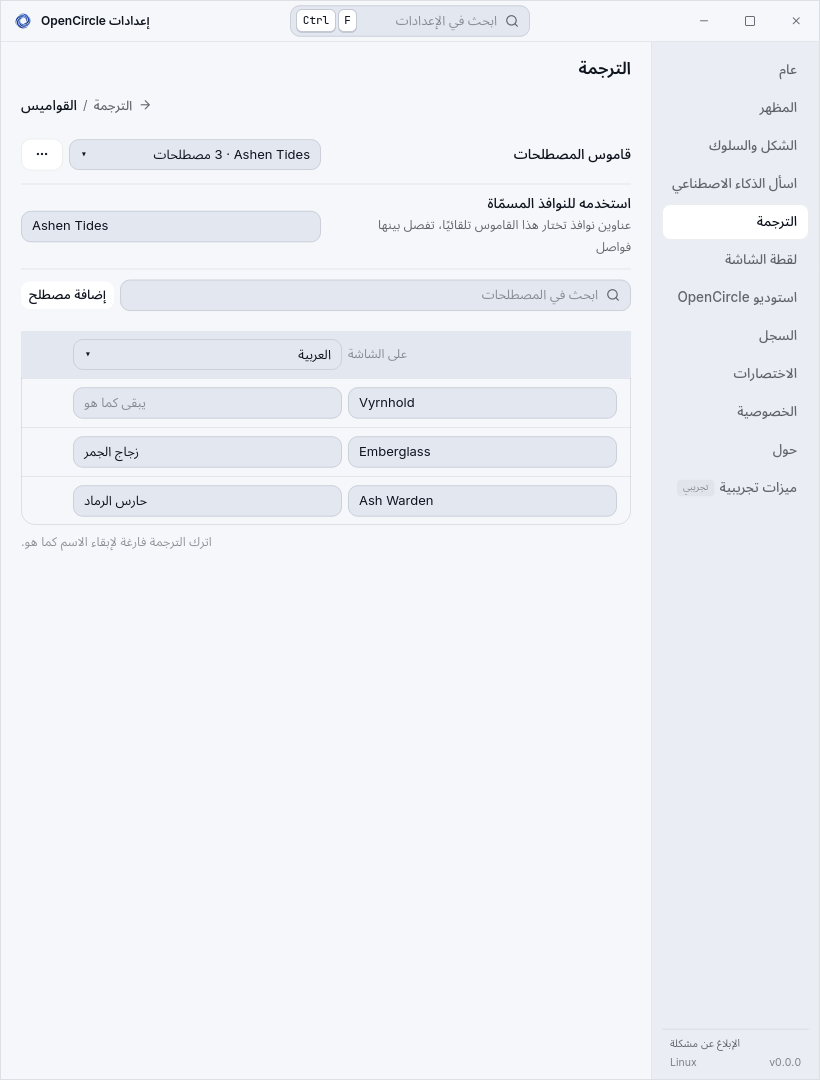 إعدادات OpenCircle
ابحث في الإعدادات
Ctrl F
عام
المظهر
الشكل والسلوك
اسأل الذكاء الاصطناعي
الترجمة
لقطة الشاشة
استوديو OpenCircle
السجل
الاختصارات
الخصوصية
حول
ميزات تجريبية تجريبي
الإبلاغ عن مشكلة
v0.0.0 Linux
الترجمة
الترجمة / القواميس
قاموس المصطلحات
Ashen Tides · 3 مصطلحات
استخدمه للنوافذ المسمّاة
عناوين نوافذ تختار هذا القاموس تلقائيًا، تفصل بينها
فواصل
Ashen Tides
ابحث في المصطلحات
إضافة مصطلح
على الشاشة
العربية
Vyrnhold
يبقى كما هو
Emberglass
زجاج الجمر
Ash Warden
حارس الرماد
اترك الترجمة فارغة لإبقاء الاسم كما هو.